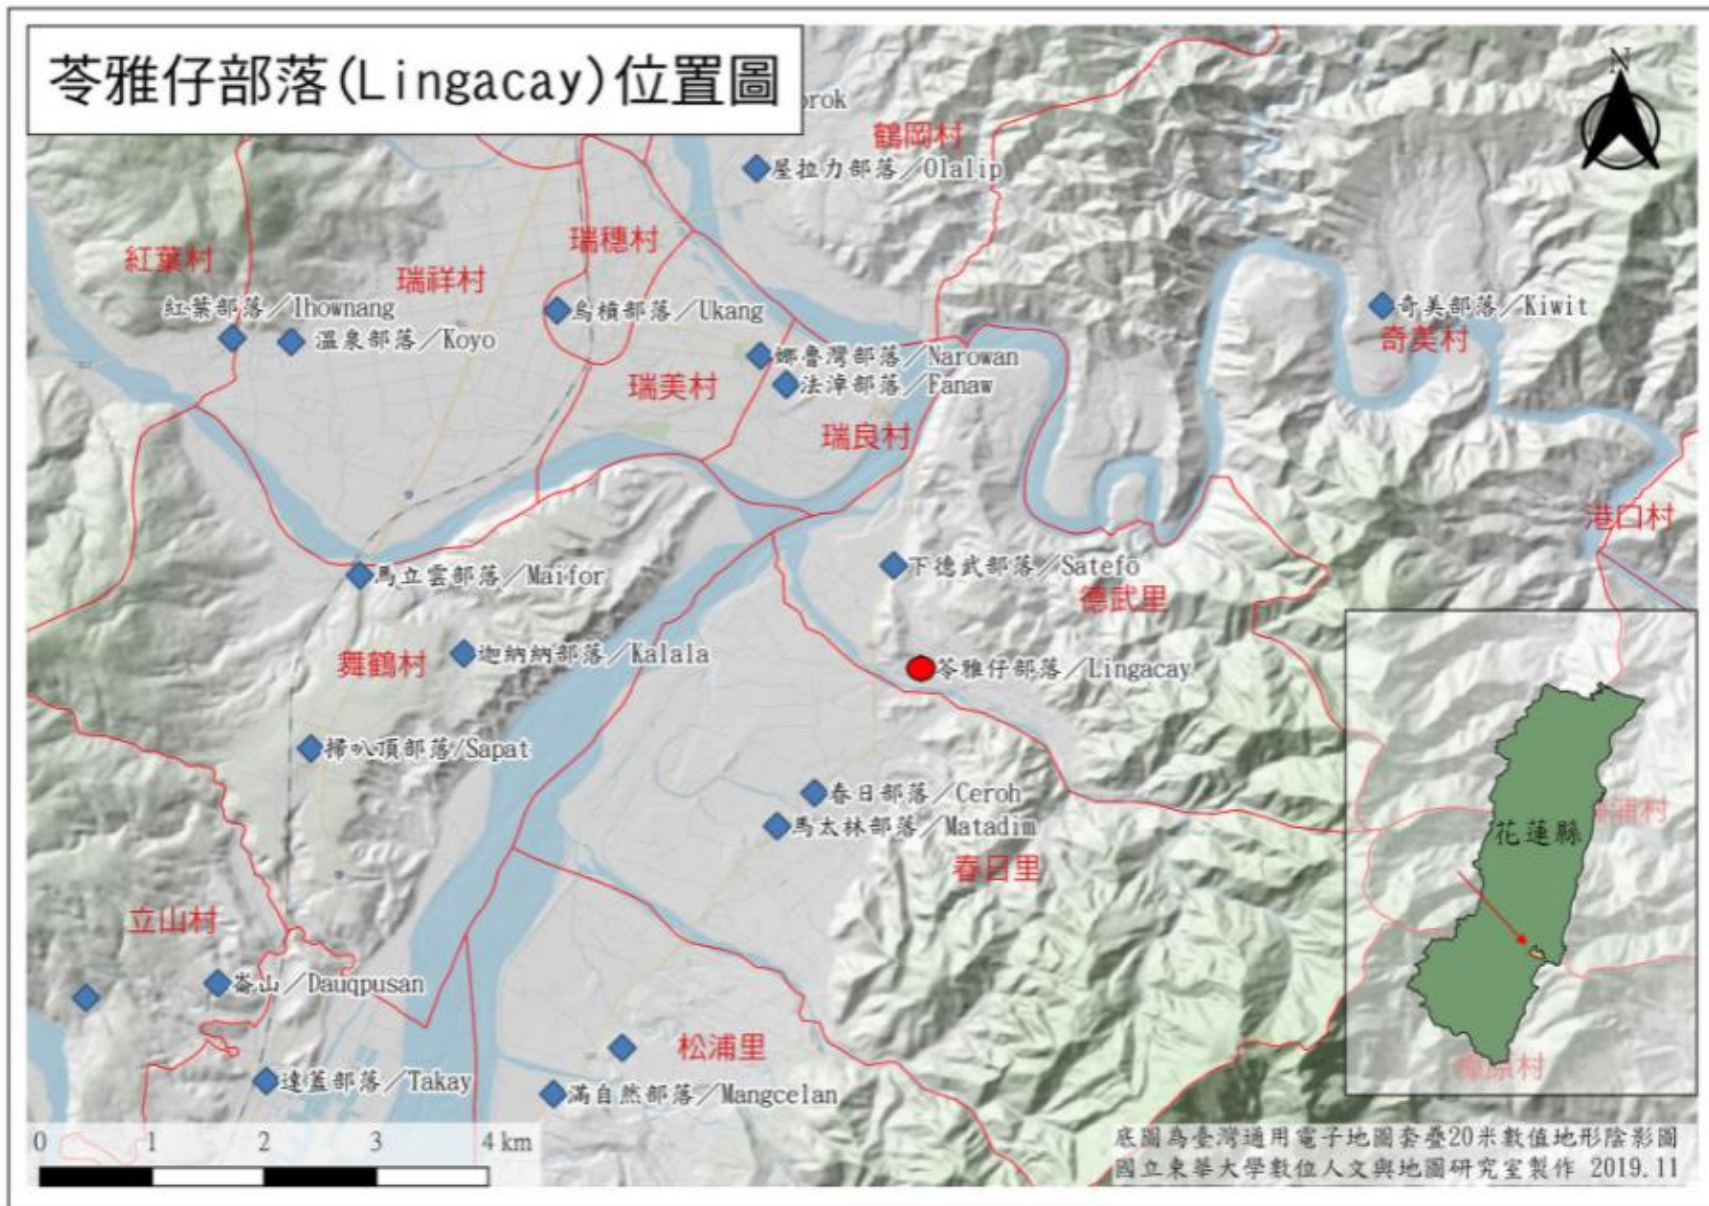 苓雅仔部落(Lingacay)位置圖
N
鶴岡村
屋拉力部落/Olalip
瑞穗村
紅葉村
瑞祥村
紅葉部落/Ihownang
溫泉部落/Koyo
烏槓部落/Ukang
奇美部落/Kiwit
奇美村
娜魯灣部落/Narowan
瑞美村
法淖部落/Fanaw
瑞良村
港口村
馬立雲部落/Maifor
下德武部落/Satefo
德武里
舞鶴村
迦納納部落/Kalala
苓雅仔部落/Lingacay
掃叭頂部落/Sapat
春日部落/Ceroh
馬太林部落/Matadim
花蓮縣
春日里
立山村
崙山/Dauqpusan
松浦里
達蓋部落/Takay
滿自然部落/Mangcelan
0 1 2 3 4 km
底圖為臺灣通用電子地圖套疊20米數值地形陰影圖
國立東華大學數位人文與地圖研究室製作 2019.11